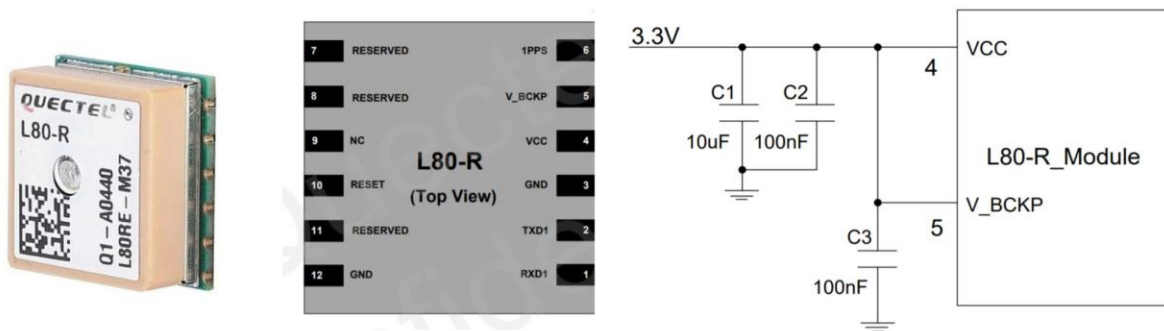 QUECTEL®
L80-R
Q1-A0440
L80RE-M37
7 RESERVED
1PPS 6
8 RESERVED
V_BCKP 5
9 NC
VCC 4
10 RESET
GND 3
11 RESERVED
TXD1 2
12 GND
RXD1 1
L80-R
(Top View)
3.3V
C1
10uF
C2
100nF
4
VCC
L80-R_Module
5
V_BCKP
C3
100nF